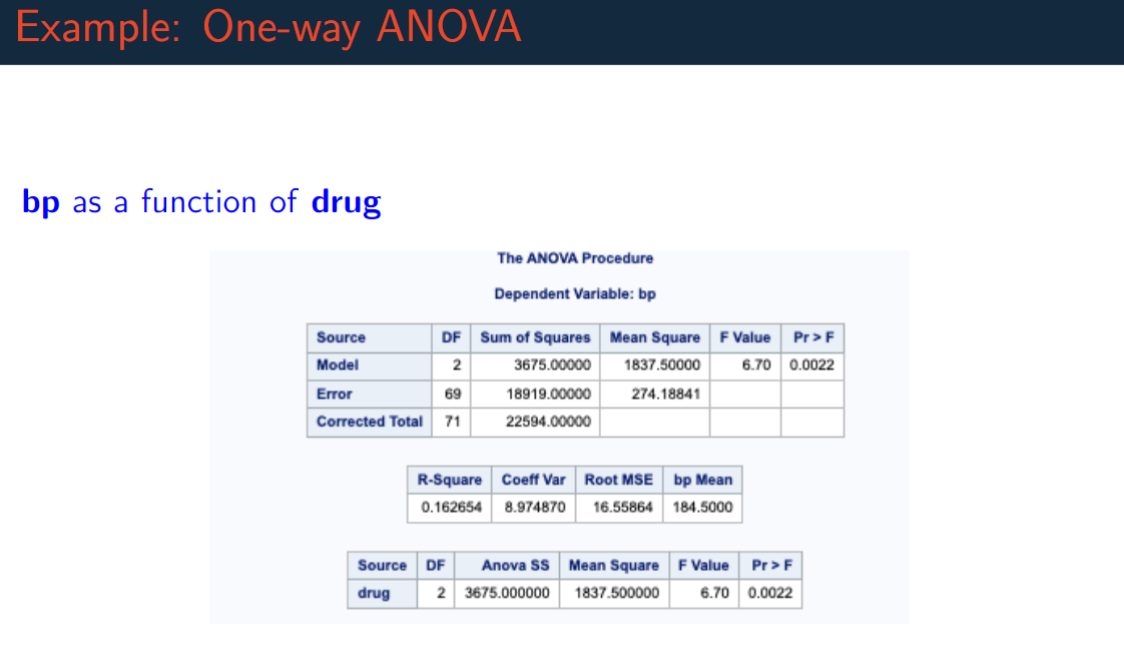 Example: One-way ANOVA
bp as a function of drug
The ANOVA Procedure
Dependent Variable: bp
Source DF Sum of Squares Mean Square F Value Pr > F
Model 2 3675.00000 1837.50000 6.70 0.0022
Error 69 18919.00000 274.18841
Corrected Total 71 22594.00000
R-Square Coeff Var Root MSE bp Mean
0.162654 8.974870 16.55864 184.5000
Source DF Anova SS Mean Square F Value Pr > F
drug 2 3675.000000 1837.500000 6.70 0.0022